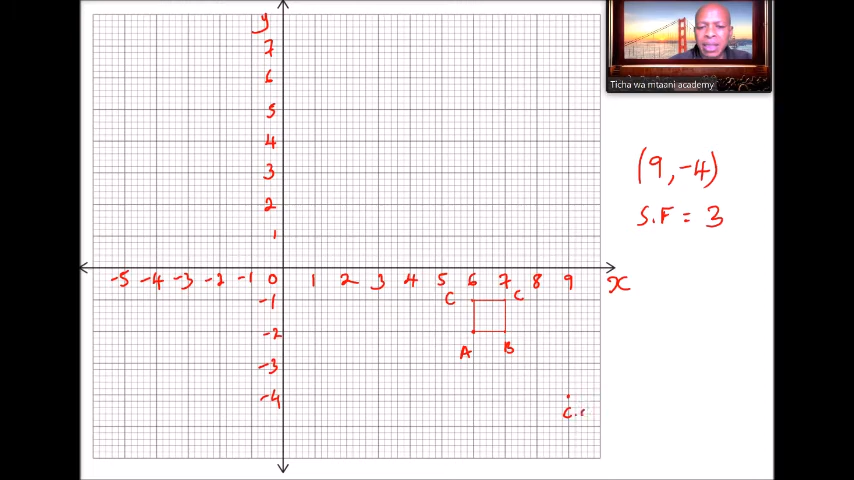 Ticha wa mtaani academy
y
7
6
5
4
3
2
1
-5 -4 -3 -2 -1 0 1 2 3 4 5 6 7 8 9 x
-1
-2
-3
-4
C C
A B
C.
(9,-4)
S.F = 3